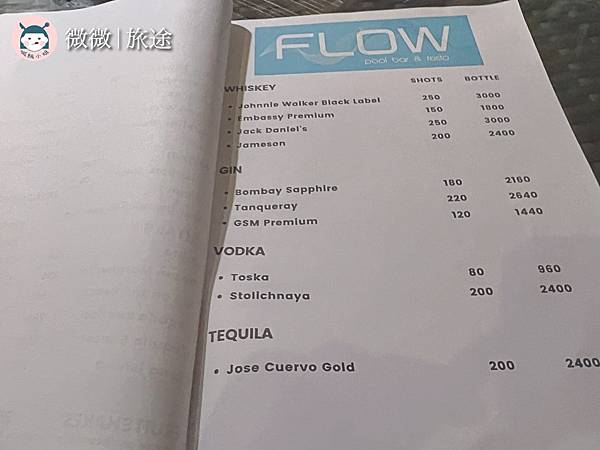 微微|旅途
FLOW
pool bar & resto
SHOTS BOTTLE
WHISKEY
• Johnnie Walker Black Label 250 3000
• Embassy Premium 150 1800
• Jack Daniel's 250 3000
• Jameson 200 2400
GIN
• Bombay Sapphire 180 2160
• Tanqueray 220 2640
• GSM Premium 120 1440
VODKA
• Toska 80 960
• Stolichnaya 200 2400
TEQUILA
• Jose Cuervo Gold 200 2400